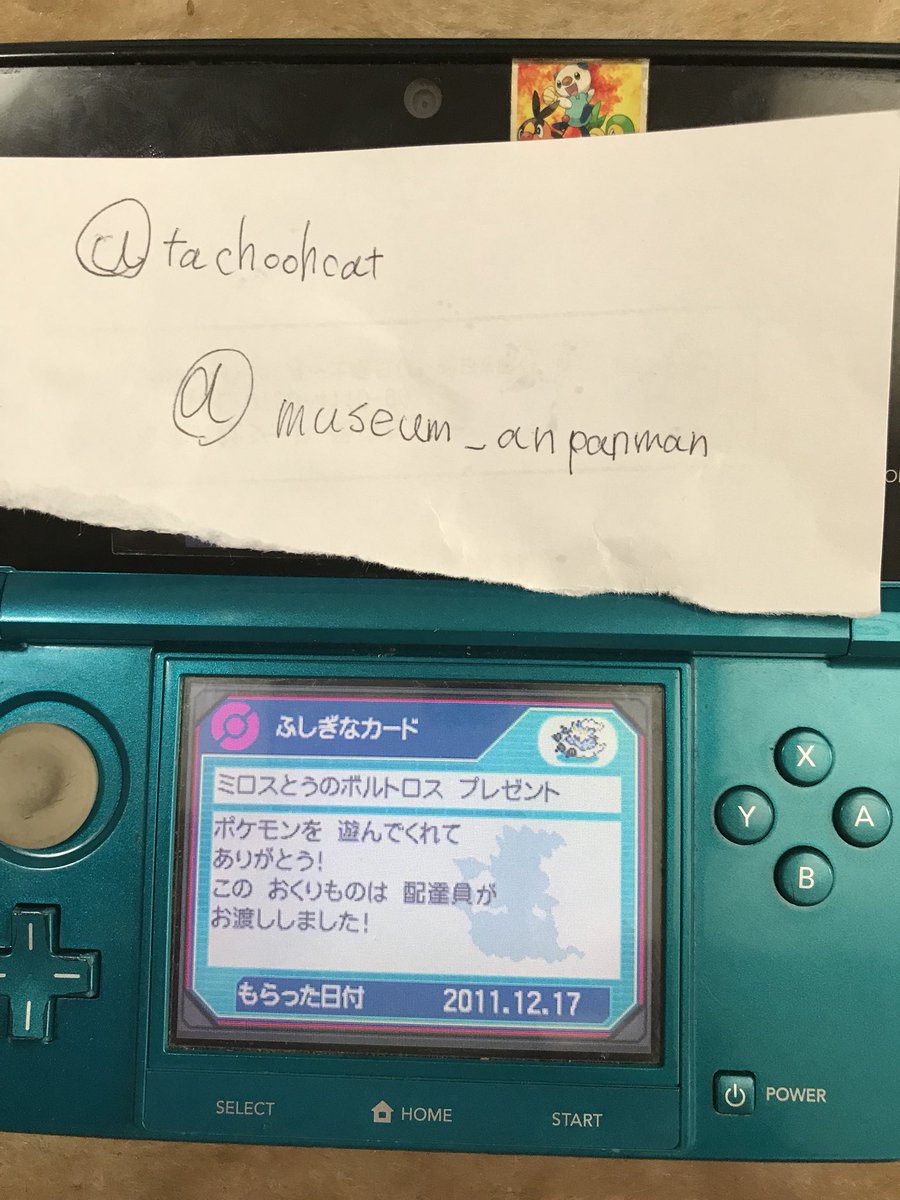 @tachoohcat
@museum_anpanman
ふしぎなカード
ミロスとうのボルトロス プレゼント
ポケモンを 遊んでくれて
ありがとう!
この おくりものは 配達員が
お渡ししました!
もらった日付 2011.12.17
X
Y A
B
POWER
SELECT HOME START